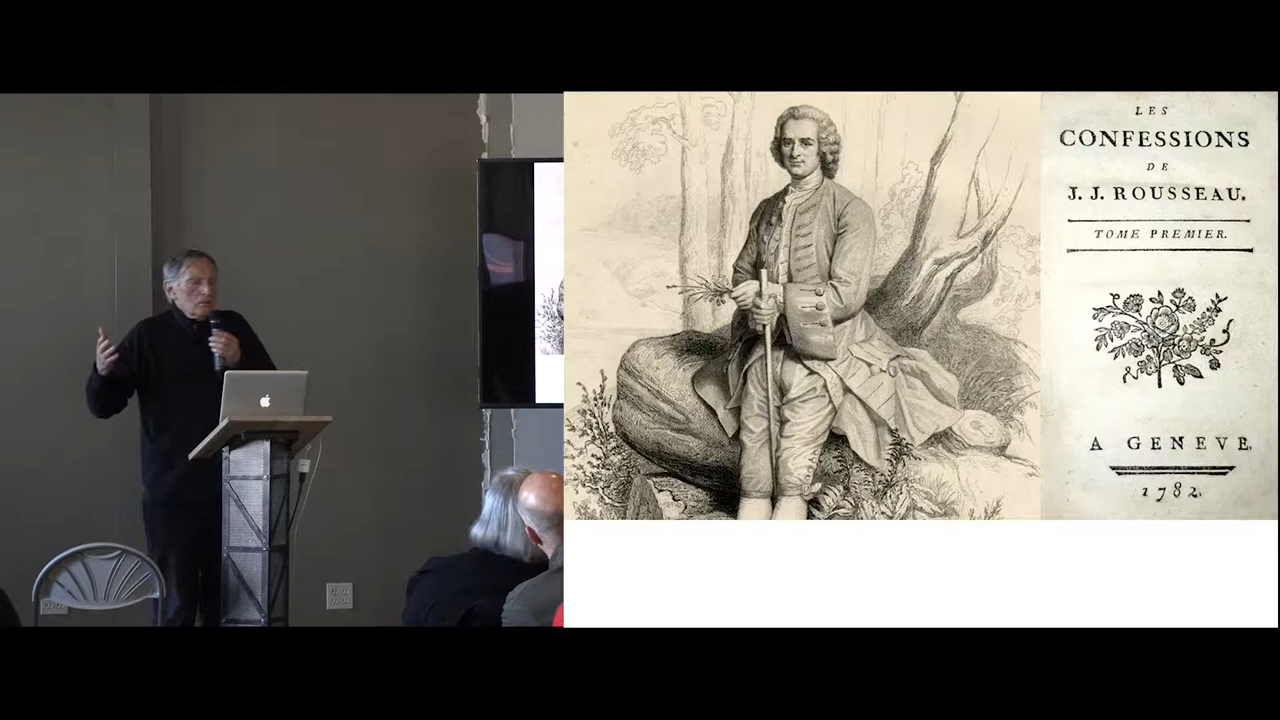 LES
CONFESSIONS
DE
J. J. ROUSSEAU.
TOME PREMIER.
A GENEVE,
1782.